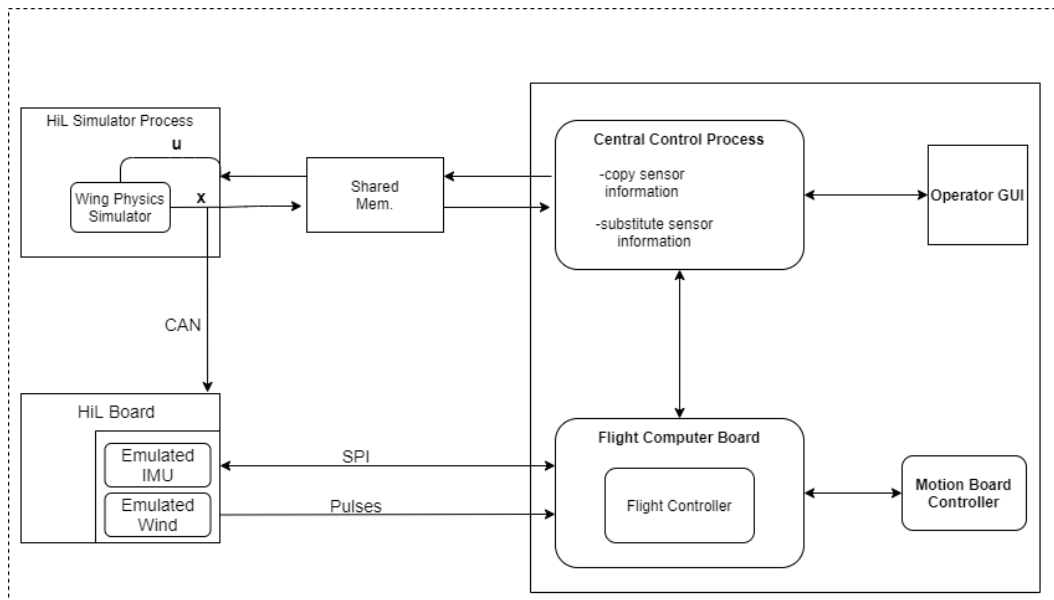 HiL Simulator Process
u
Wing Physics
Simulator
x
Shared
Mem.
Central Control Process
-copy sensor
information
-substitute sensor
information
Operator GUI
CAN
HiL Board
Emulated
IMU
Emulated
Wind
SPI
Pulses
Flight Computer Board
Flight Controller
Motion Board
Controller